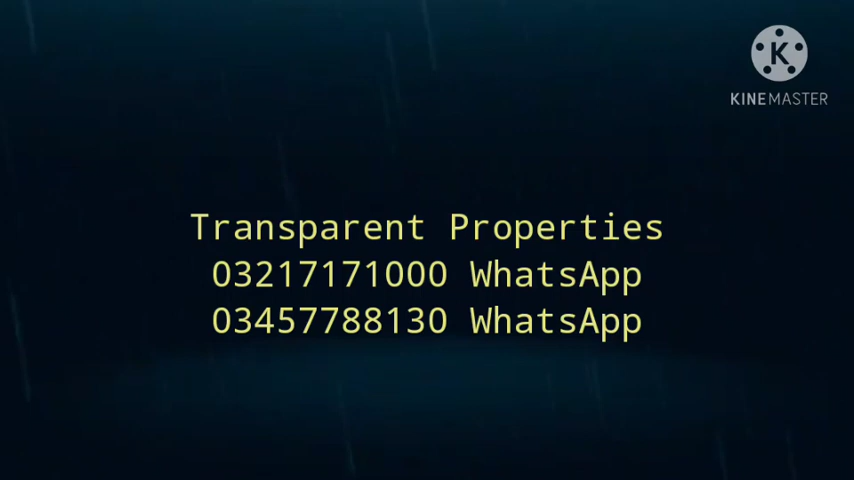 K
KINEMASTER
Transparent Properties
03217171000 WhatsApp
03457788130 WhatsApp